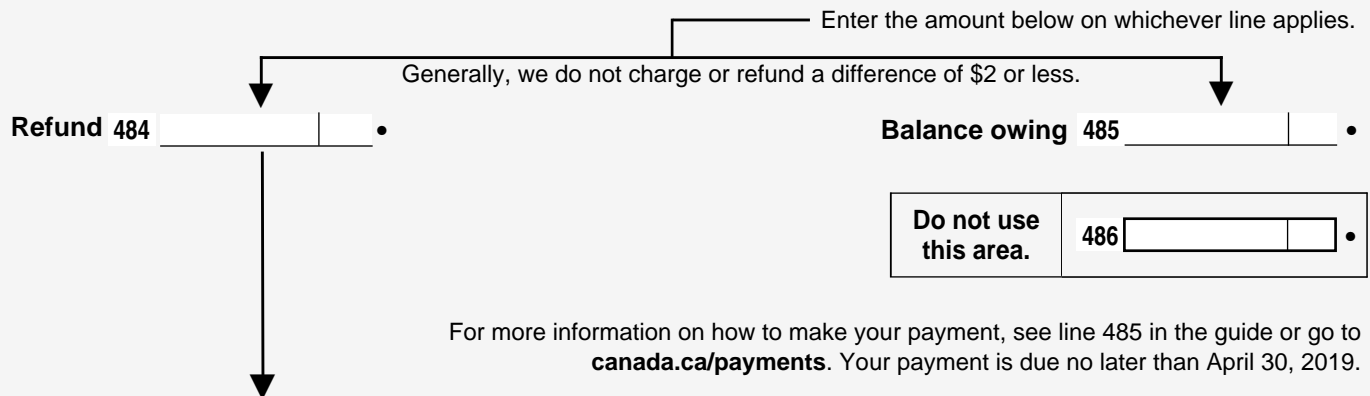 Enter the amount below on whichever line applies.
Generally, we do not charge or refund a difference of $2 or less.
Refund 484 •
Balance owing 485 •
Do not use
this area.
486 •
For more information on how to make your payment, see line 485 in the guide or go to
canada.ca/payments. Your payment is due no later than April 30, 2019.